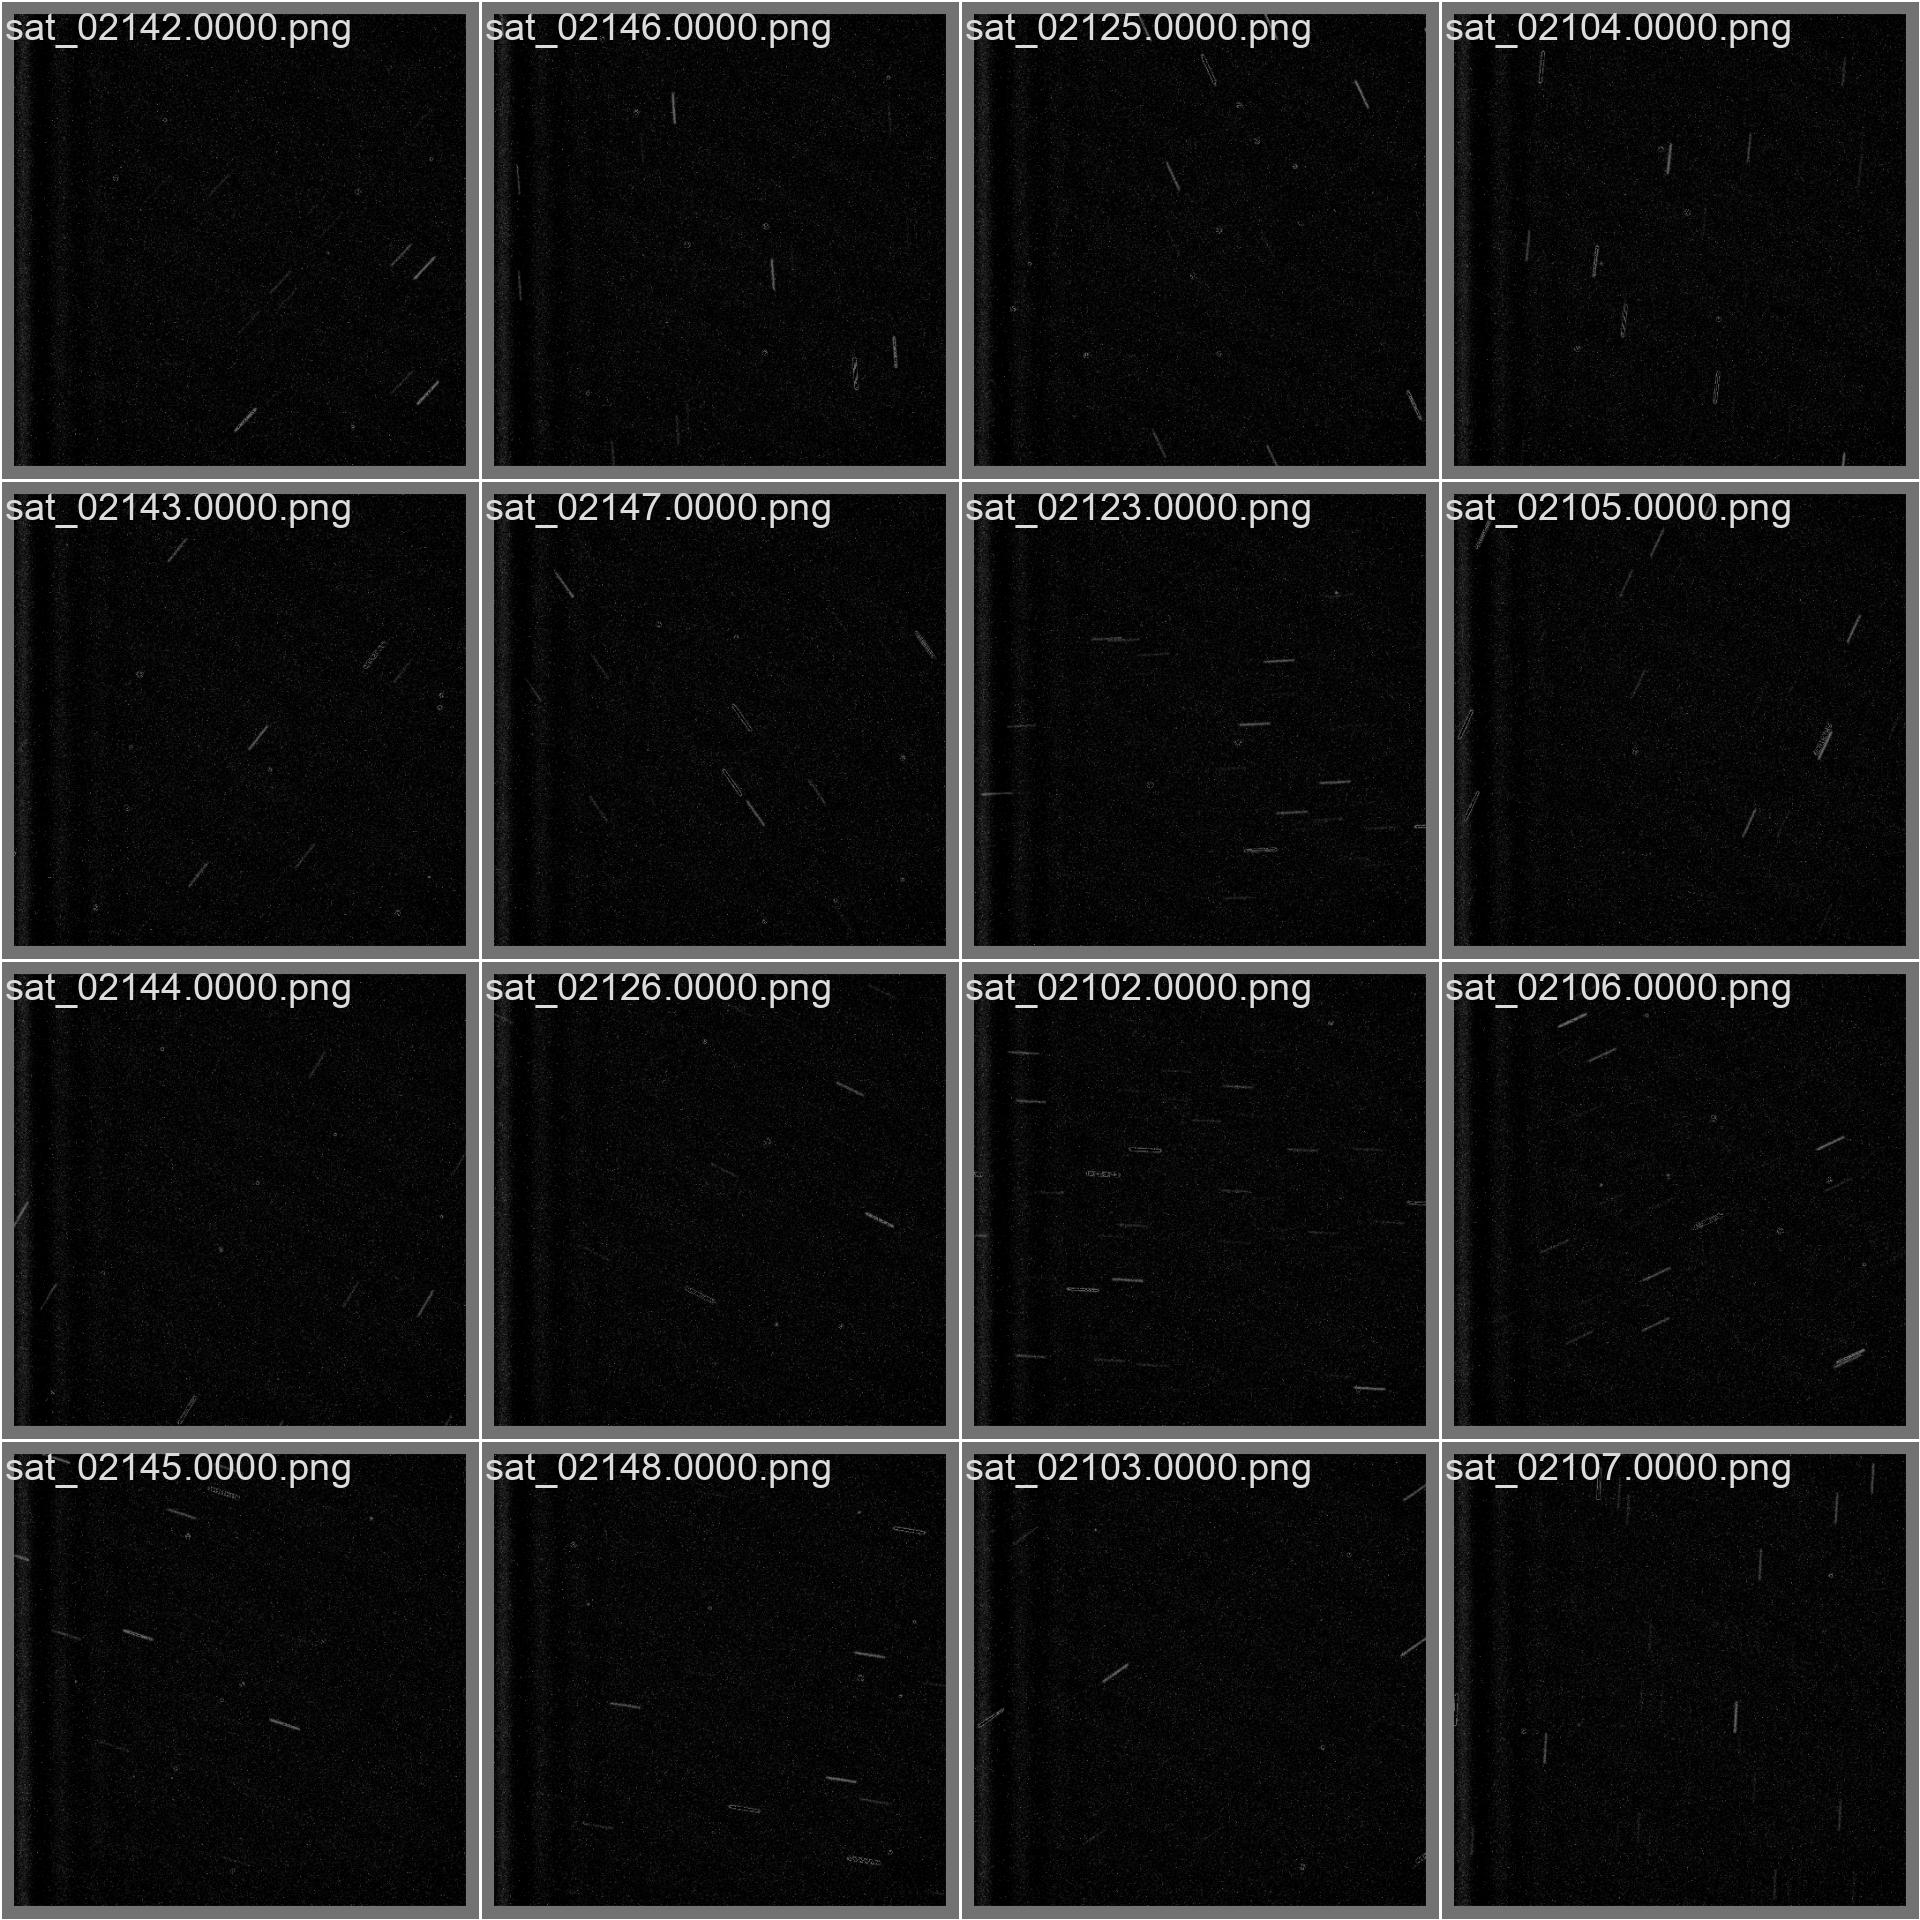 sat_02142.0000.png
sat_02146.0000.png
sat_02125.0000.png
sat_02104.0000.png
sat_02143.0000.png
sat_02147.0000.png
sat_02123.0000.png
sat_02105.0000.png
sat_02144.0000.png
sat_02126.0000.png
sat_02102.0000.png
sat_02106.0000.png
sat_02145.0000.png
sat_02148.0000.png
sat_02103.0000.png
sat_02107.0000.png